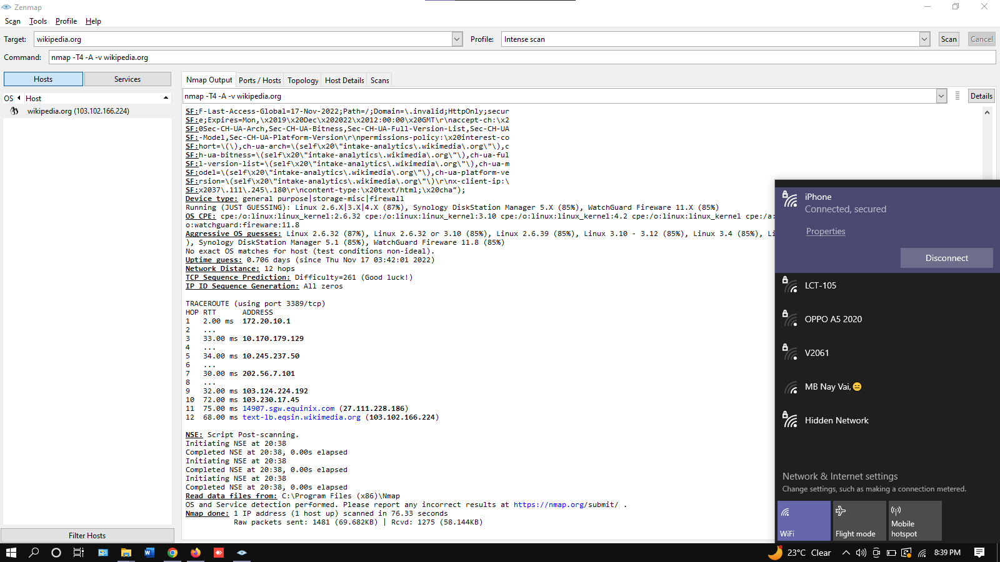 Zenmap
Scan Tools Profile Help
Target: wikipedia.org Profile: Intense scan Scan Cancel
Command: nmap -T4 -A -v wikipedia.org
Hosts Services
OS Host
wikipedia.org (103.102.166.224)
Filter Hosts
Nmap Output Ports / Hosts Topology Host Details Scans
nmap -T4 -A -v wikipedia.org Details
SF:F-Last-Access-Global=17-Nov-2022;Path=/;Domain=\.invalid;HttpOnly;secur
SF:e;Expires=Mon,\x2019\x20Dec\x202022\x2012:00:00\x20GMT\r\naccept-ch:\x2
SF:0Sec-CH-UA-Arch,Sec-CH-UA-Bitness,Sec-CH-UA-Full-Version-List,Sec-CH-UA
SF:-Model,Sec-CH-UA-Platform-Version\r\npermissions-policy:\x20interest-co
SF:hort=\(\),ch-ua-arch=\(self\x20\"intake-analytics\.wikimedia\.org\"\),c
SF:h-ua-bitness=\(self\x20\"intake-analytics\.wikimedia\.org\"\),ch-ua-ful
SF:l-version-list=\(self\x20\"intake-analytics\.wikimedia\.org\"\),ch-ua-m
SF:odel=\(self\x20\"intake-analytics\.wikimedia\.org\"\),ch-ua-platform-ve
SF:rsion=\(self\x20\"intake-analytics\.wikimedia\.org\"\)\r\nx-client-ip:\
SF:x2037\.111\.245\.180\r\ncontent-type:\x20text/html;\x20cha");
Device type: general purpose|storage-misc|firewall
Running (JUST GUESSING): Linux 2.6.X|3.X|4.X (87%), Synology DiskStation Manager 5.X (85%), WatchGuard Fireware 11.X (85%)
OS CPE: cpe:/o:linux:linux_kernel:2.6.32 cpe:/o:linux:linux_kernel:3.10 cpe:/o:linux:linux_kernel:4.2 cpe:/o:linux:linux_kernel cpe:/a:
o:watchguard:fireware:11.8
Aggressive OS guesses: Linux 2.6.32 (87%), Linux 2.6.32 or 3.10 (85%), Linux 2.6.39 (85%), Linux 3.10 - 3.12 (85%), Linux 3.4 (85%), Li
), Synology DiskStation Manager 5.1 (85%), WatchGuard Fireware 11.8 (85%)
No exact OS matches for host (test conditions non-ideal).
Uptime guess: 0.706 days (since Thu Nov 17 03:42:01 2022)
Network Distance: 12 hops
TCP Sequence Prediction: Difficulty=261 (Good luck!)
IP ID Sequence Generation: All zeros
TRACEROUTE (using port 3389/tcp)
HOP RTT ADDRESS
1 2.00 ms 172.20.10.1
2 ...
3 33.00 ms 10.170.179.129
4 ...
5 34.00 ms 10.245.237.50
6 ...
7 30.00 ms 202.56.7.101
8 ...
9 32.00 ms 103.124.224.192
10 72.00 ms 103.230.17.45
11 75.00 ms 14907.sgw.equinix.com (27.111.228.186)
12 68.00 ms text-lb.eqsin.wikimedia.org (103.102.166.224)
NSE: Script Post-scanning.
Initiating NSE at 20:38
Completed NSE at 20:38, 0.00s elapsed
Initiating NSE at 20:38
Completed NSE at 20:38, 0.00s elapsed
Initiating NSE at 20:38
Completed NSE at 20:38, 0.00s elapsed
Read data files from: C:\Program Files (x86)\Nmap
OS and Service detection performed. Please report any incorrect results at https://nmap.org/submit/ .
Nmap done: 1 IP address (1 host up) scanned in 76.33 seconds
Raw packets sent: 1481 (69.682KB) | Rcvd: 1275 (58.144KB)
iPhone
Connected, secured
Properties
Disconnect
LCT-105
OPPO A5 2020
V2061
MB Nay Vai,😑
Hidden Network
Network & Internet settings
Change settings, such as making a connection metered.
WiFi
Flight mode
Mobile
hotspot
23°C Clear 8:39 PM